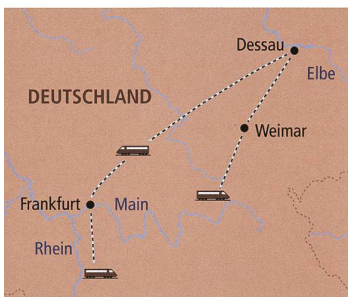 Dessau
Elbe
DEUTSCHLAND
Weimar
Frankfurt
Main
Rhein